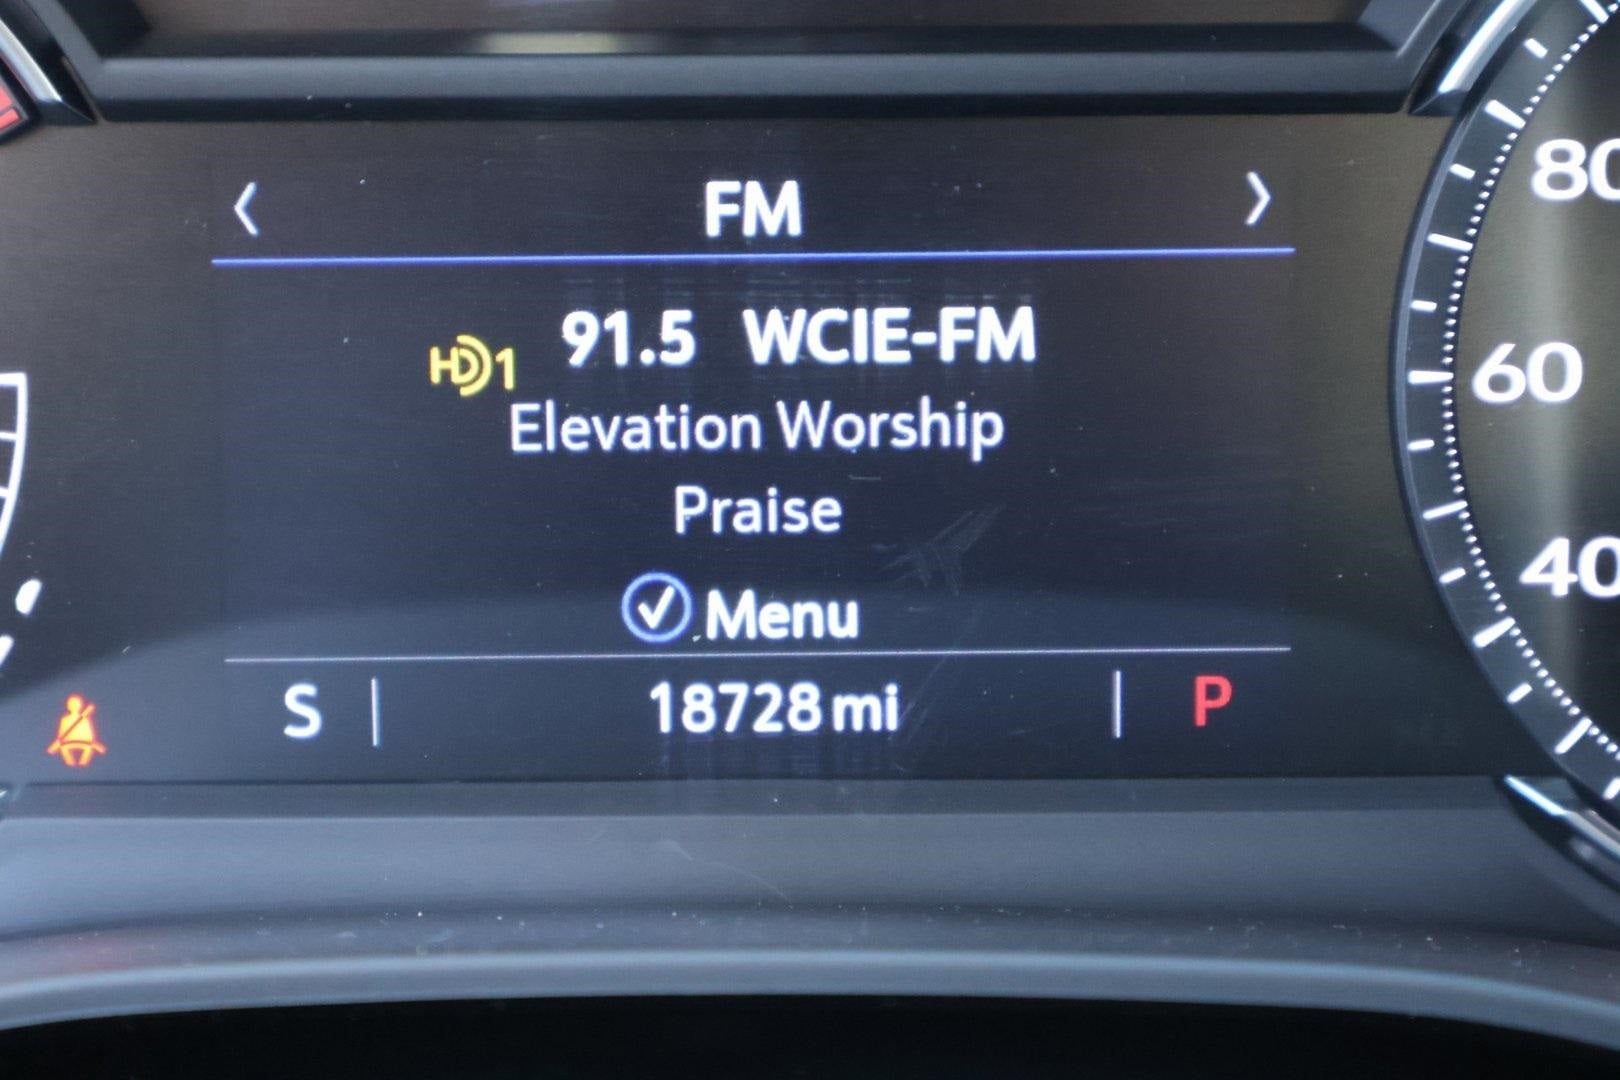 FM
HD1 91.5 WCIE-FM
Elevation Worship
Praise
Menu
S 18728 mi P
80
60
40